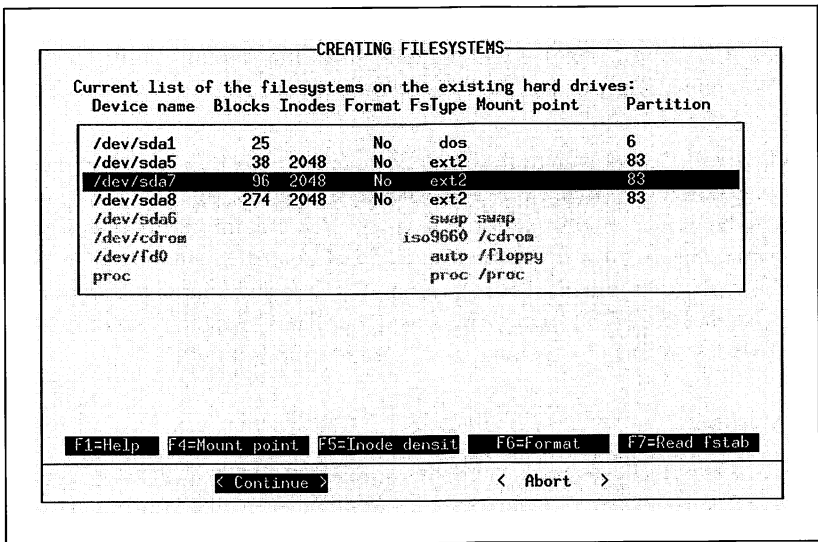 CREATING FILESYSTEMS
Current list of the filesystems on the existing hard drives:
Device name Blocks Inodes Format FsType Mount point Partition
/dev/sda1 25 No dos 6
/dev/sda5 38 2048 No ext2 83
/dev/sda7 96 2048 No ext2 83
/dev/sda8 274 2048 No ext2 83
/dev/sda6 swap swap
/dev/cdrom iso9660 /cdrom
/dev/fd0 auto /floppy
proc proc /proc
F1=Help F4=Mount point F5=Inode densit F6=Format F7=Read fstab
< Continue > < Abort >